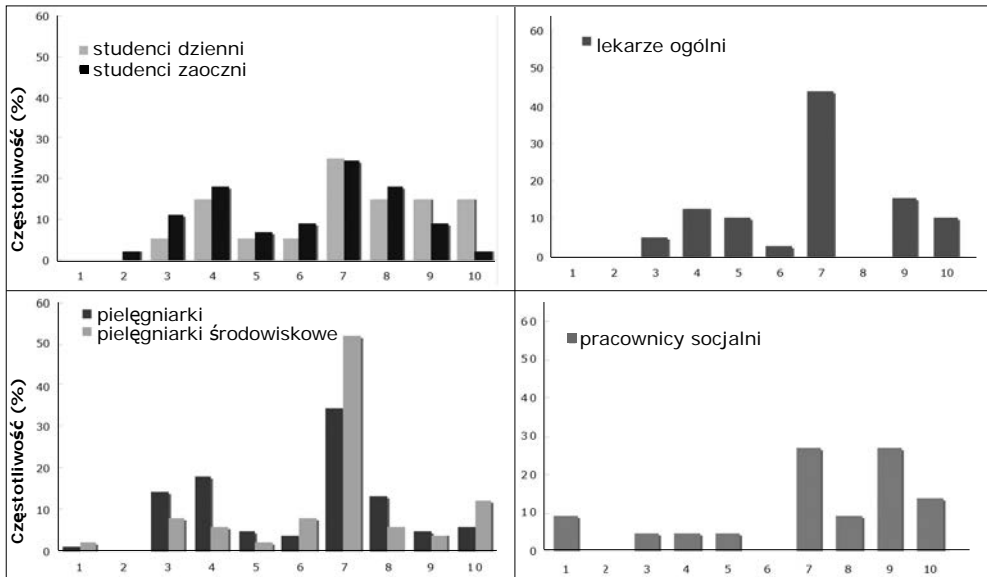 60
50
40
30
20
10
0
Częstotliwość (%)
studenci dzienni
studenci zaoczni
1 2 3 4 5 6 7 8 9 10
60
50
40
30
20
10
0
lekarze ogólni
1 2 3 4 5 6 7 8 9 10
60
50
40
30
20
10
0
Częstotliwość (%)
pielęgniarki
pielęgniarki środowiskowe
1 2 3 4 5 6 7 8 9 10
60
50
40
30
20
10
0
pracownicy socjalni
1 2 3 4 5 6 7 8 9 10